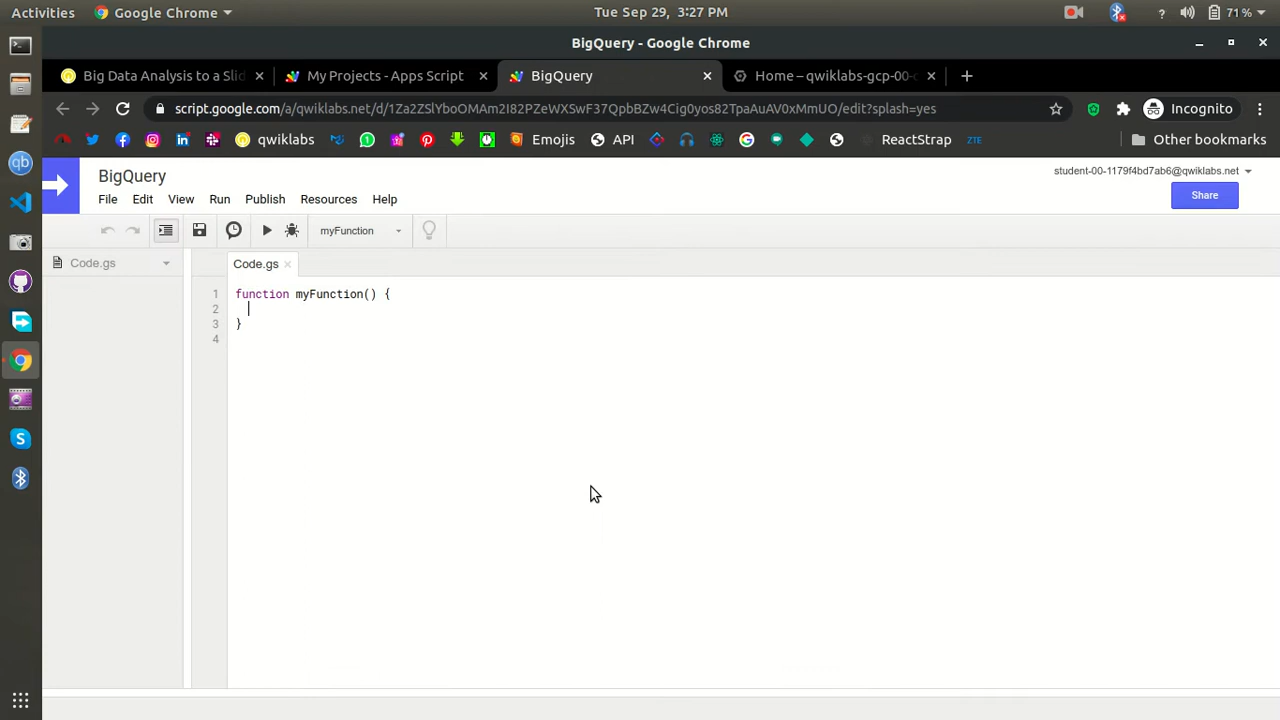 Activities Google Chrome Tue Sep 29, 3:27 PM 71 %
BigQuery - Google Chrome
Big Data Analysis to a Slid My Projects - Apps Script BigQuery Home – qwiklabs-gcp-00-
script.google.com/a/qwiklabs.net/d/1Za2ZSlYboOMAm2I82PZeWXSwF37QpbBZw4Cig0yos82TpaAuAV0xMmUO/edit?splash=yes Incognito
qwiklabs Emojis API ReactStrap ZTE Other bookmarks
BigQuery student-00-1179f4bd7ab6@qwiklabs.net
File Edit View Run Publish Resources Help Share
myFunction
Code.gs Code.gs
1 function myFunction() {
2
3 }
4